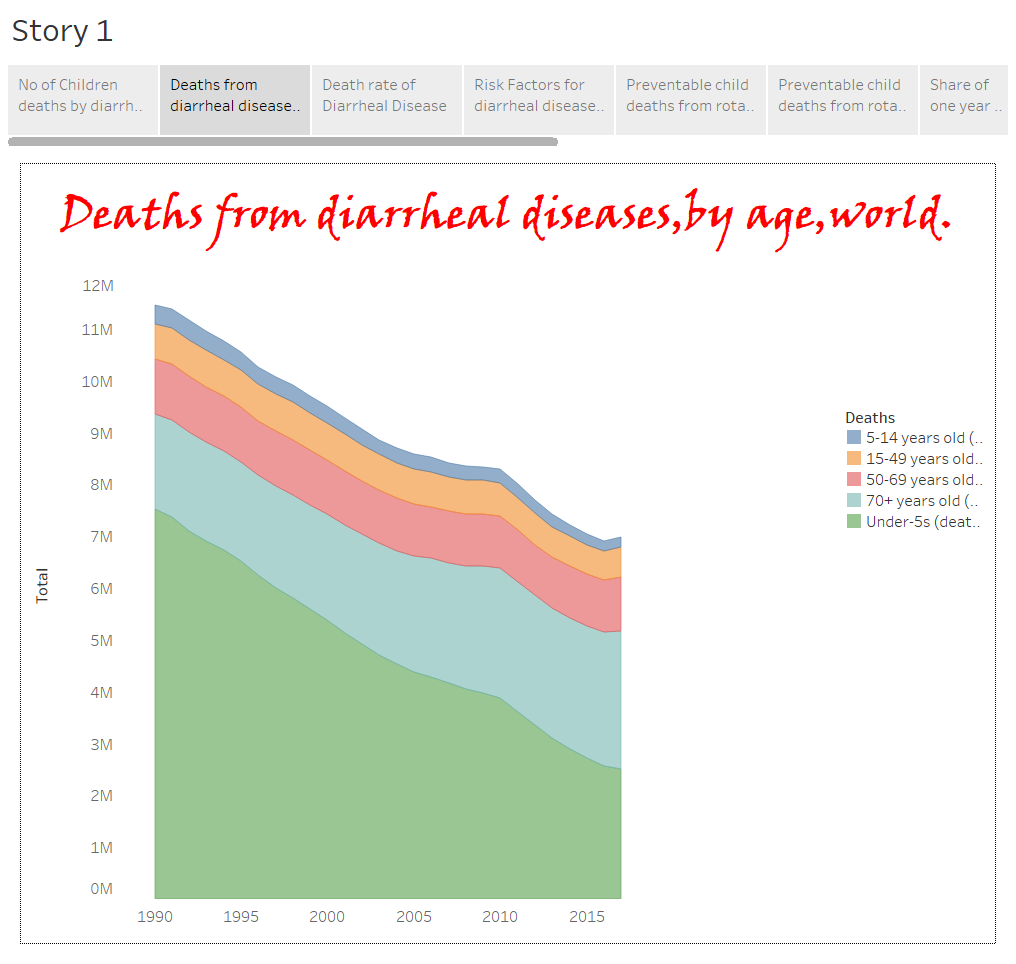 Story 1
No of Children
deaths by diarrh..
Deaths from
diarrheal disease..
Death rate of
Diarrheal Disease
Risk Factors for
diarrheal disease..
Preventable child
deaths from rota..
Preventable child
deaths from rota..
Share of
one year ..
Deaths from diarrheal diseases,by age,world.
12M
11M
10M
9M
8M
7M
6M
5M
4M
3M
2M
1M
0M
Total
1990 1995 2000 2005 2010 2015
Deaths
5-14 years old (..
15-49 years old..
50-69 years old..
70+ years old (..
Under-5s (deat..